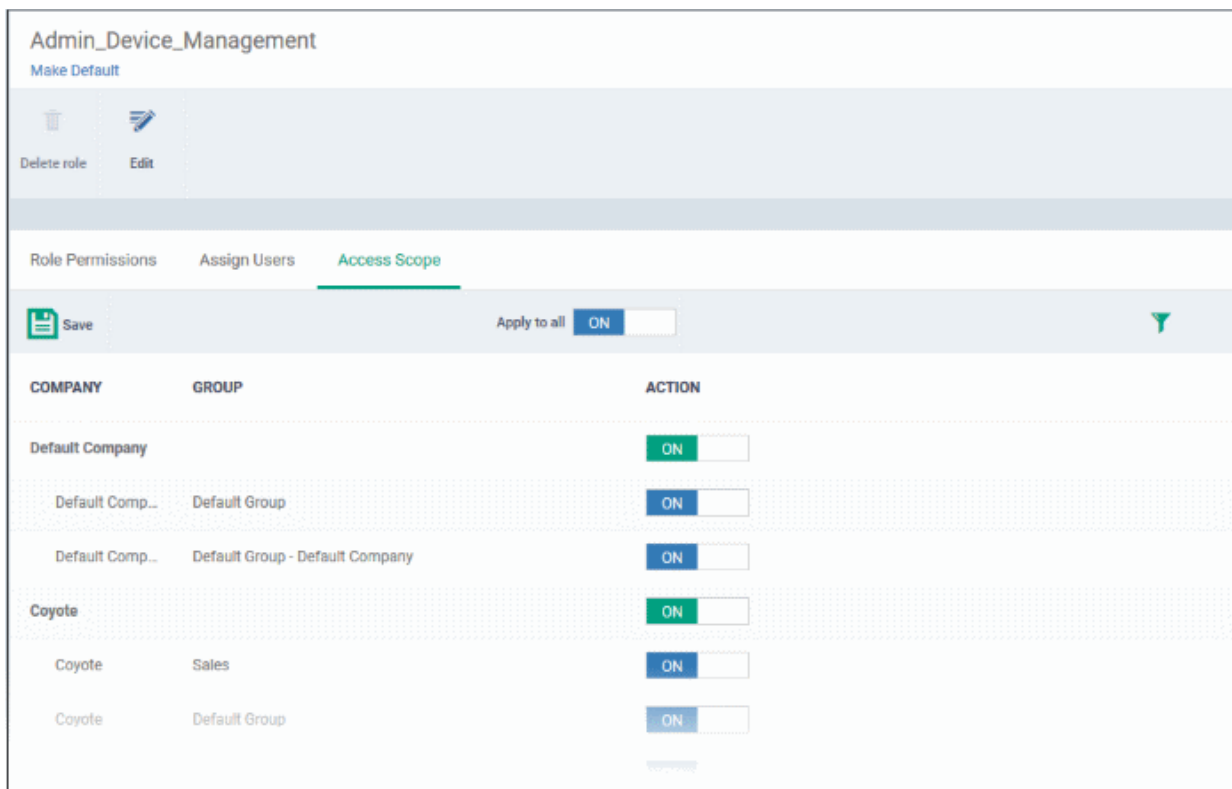 Admin_Device_Management
Make Default
Delete role Edit
Role Permissions Assign Users Access Scope
Save Apply to all ON
COMPANY GROUP ACTION
Default Company ON
Default Comp... Default Group ON
Default Comp... Default Group - Default Company ON
Coyote ON
Coyote Sales ON
Coyote Default Group ON